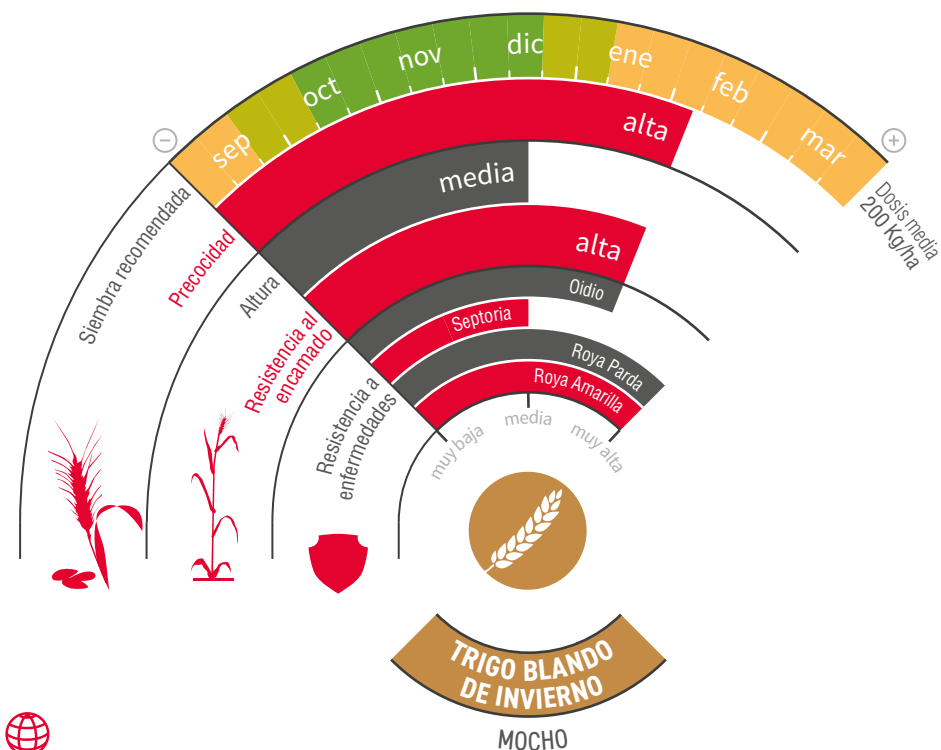 sep
oct
nov
dic
ene
feb
mar
−
+
Dosis media
200 Kg/ha
Siembra recomendada
Precocidad
alta
Altura
media
Resistencia al
encamado
alta
Resistencia a
enfermedades
Oidio
Septoria
Roya Parda
Roya Amarilla
muy baja
media
muy alta
TRIGO BLANDO
DE INVIERNO
MOCHO